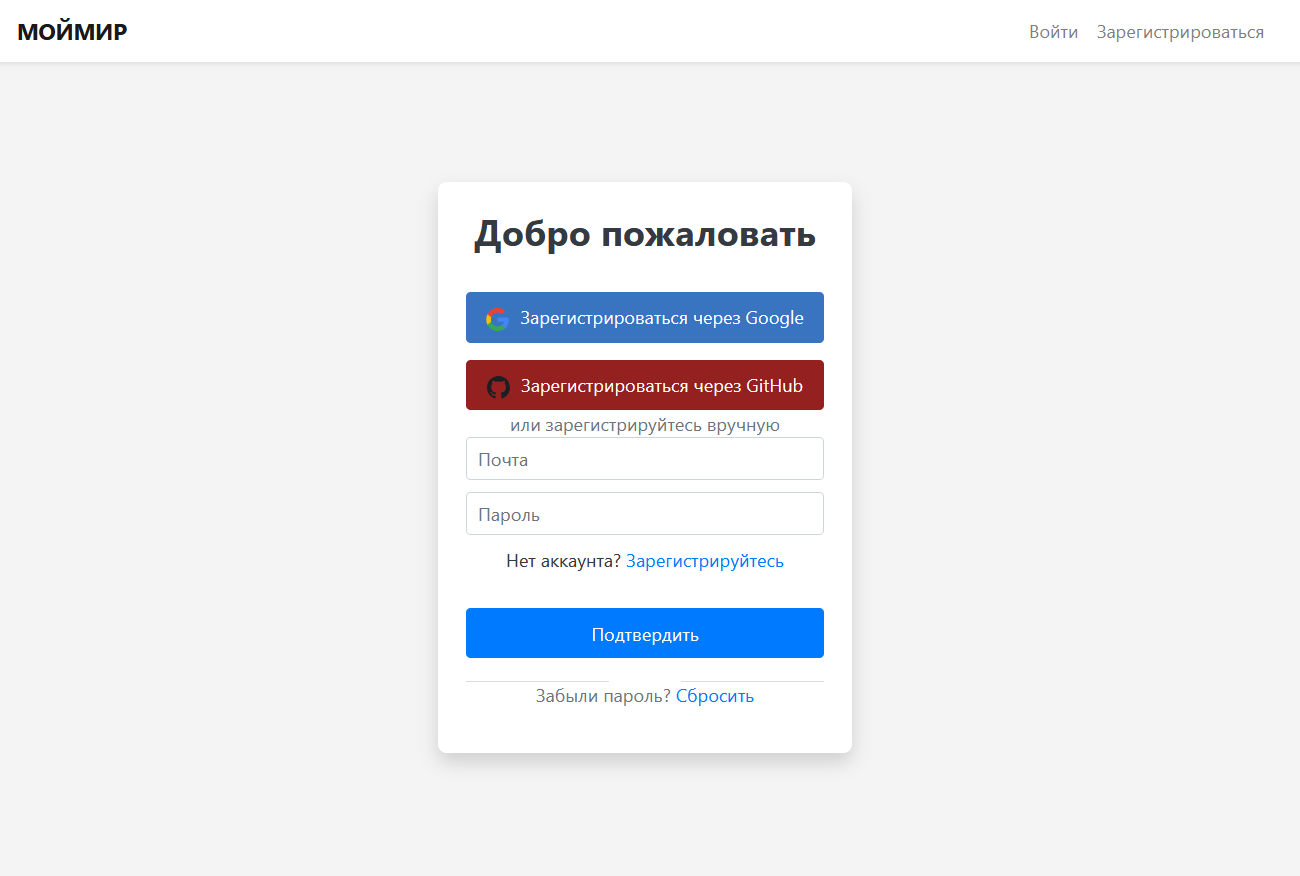 МОЙМИР
Войти Зарегистрироваться
Добро пожаловать
Зарегистрироваться через Google
Зарегистрироваться через GitHub
или зарегистрируйтесь вручную
Почта
Пароль
Нет аккаунта? Зарегистрируйтесь
Подтвердить
Забыли пароль? Сбросить